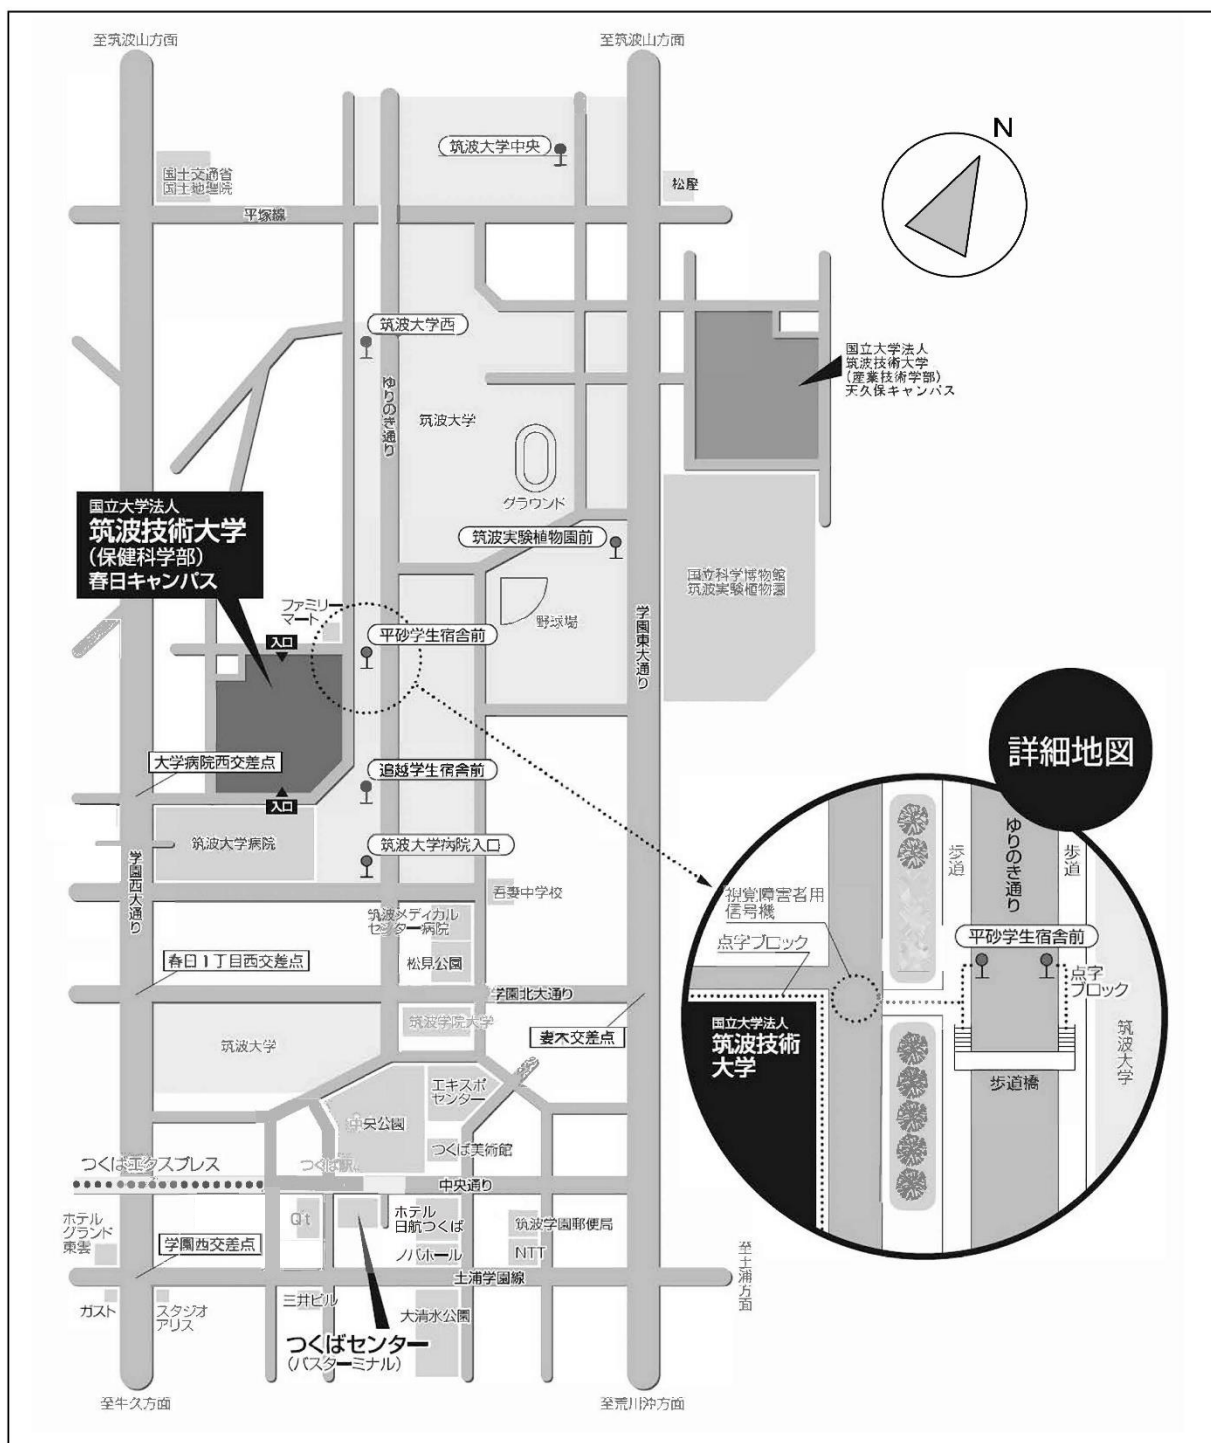 至筑波山方面
至筑波山方面
N
筑波大学中央
国土交通省
国土地理院
松屋
平塚線
筑波大学西
国立大学法人
筑波技術大学
(産業技術学部)
天久保キャンパス
ゆりのき通り
筑波大学
グラウンド
国立大学法人
筑波技術大学
(保健科学部)
春日キャンパス
筑波実験植物園前
国立科学博物館
筑波実験植物園
ファミリー
マート
野球場
学園東大通り
入口
平砂学生宿舎前
大学病院西交差点
追越学生宿舎前
入口
筑波大学病院
筑波大学病院入口
学園西大通り
吾妻中学校
筑波メディカル
センター病院
春日1丁目西交差点
松見公園
学園北大通り
筑波学院大学
筑波大学
妻木交差点
エキスポ
センター
中央公園
つくば美術館
つくばエクスプレス
つくば駅
中央通り
ホテル
グランド
東雲
Q't
ホテル
日航つくば
筑波学園郵便局
学園西交差点
ノバホール
NTT
土浦学園線
至土浦方面
ガスト
スタジオ
アリス
三井ビル
大清水公園
つくばセンター
(バスターミナル)
至牛久方面
至荒川沖方面
詳細地図
ゆりのき通り
歩道
歩道
視覚障害者用
信号機
点字ブロック
平砂学生宿舎前
点字
ブロック
国立大学法人
筑波技術
大学
歩道橋
筑波大学